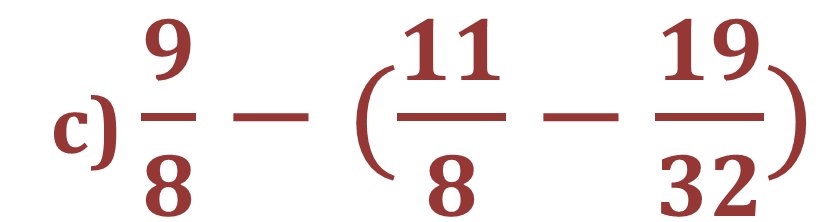 c) 9/8 − (11/8 − 19/32)